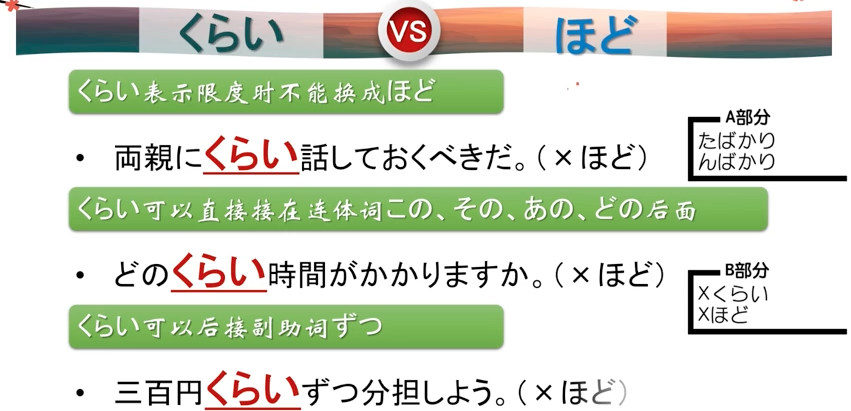 くらい VS ほど
くらい表示限度时不能换成ほど
• 両親にくらい話しておくべきだ。（×ほど）
くらい可以直接接在连体词この、その、あの、どの后面
• どのくらい時間がかかりますか。（×ほど）
くらい可以后接副助词ずつ
• 三百円くらいずつ分担しよう。（×ほど）
A部分
たばかり
んばかり
B部分
Xくらい
Xほど